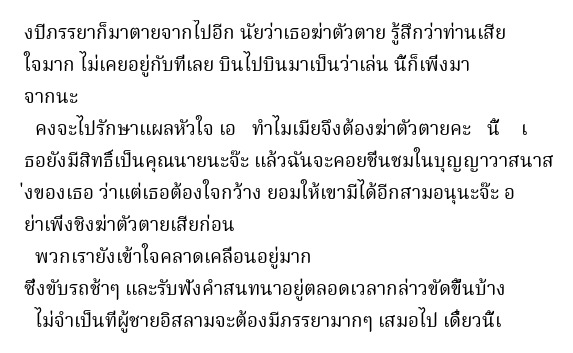 งปีภรรยาก็มาตายจากไปอีก นัยว่าเธอฆ่าตัวตาย รู้สึกว่าท่านเสีย
ใจมาก ไม่เคยอยู่กับที่เลย บินไปบินมาเป็นว่าเล่น นี่ก็เพิ่งมา
จากนะ
คงจะไปรักษาแผลหัวใจ เอ ทำไมเมียจึงต้องฆ่าตัวตายคะ นี่ เ
ธอยังมีสิทธิ์เป็นคุณนายนะจ๊ะ แล้วฉันจะคอยชื่นชมในบุญญาวาสนาส
่งของเธอ ว่าแต่เธอต้องใจกว้าง ยอมให้เขามีได้อีกสามอนุนะจ๊ะ อ
ย่าเพิ่งชิงฆ่าตัวตายเสียก่อน
พวกเรายังเข้าใจคลาดเคลื่อนอยู่มาก
ซึ่งขับรถช้าๆ และรับฟังคำสนทนาอยู่ตลอดเวลากล่าวขัดขึ้นบ้าง
ไม่จำเป็นที่ผู้ชายอิสลามจะต้องมีภรรยามากๆ เสมอไป เดี๋ยวนี้เ